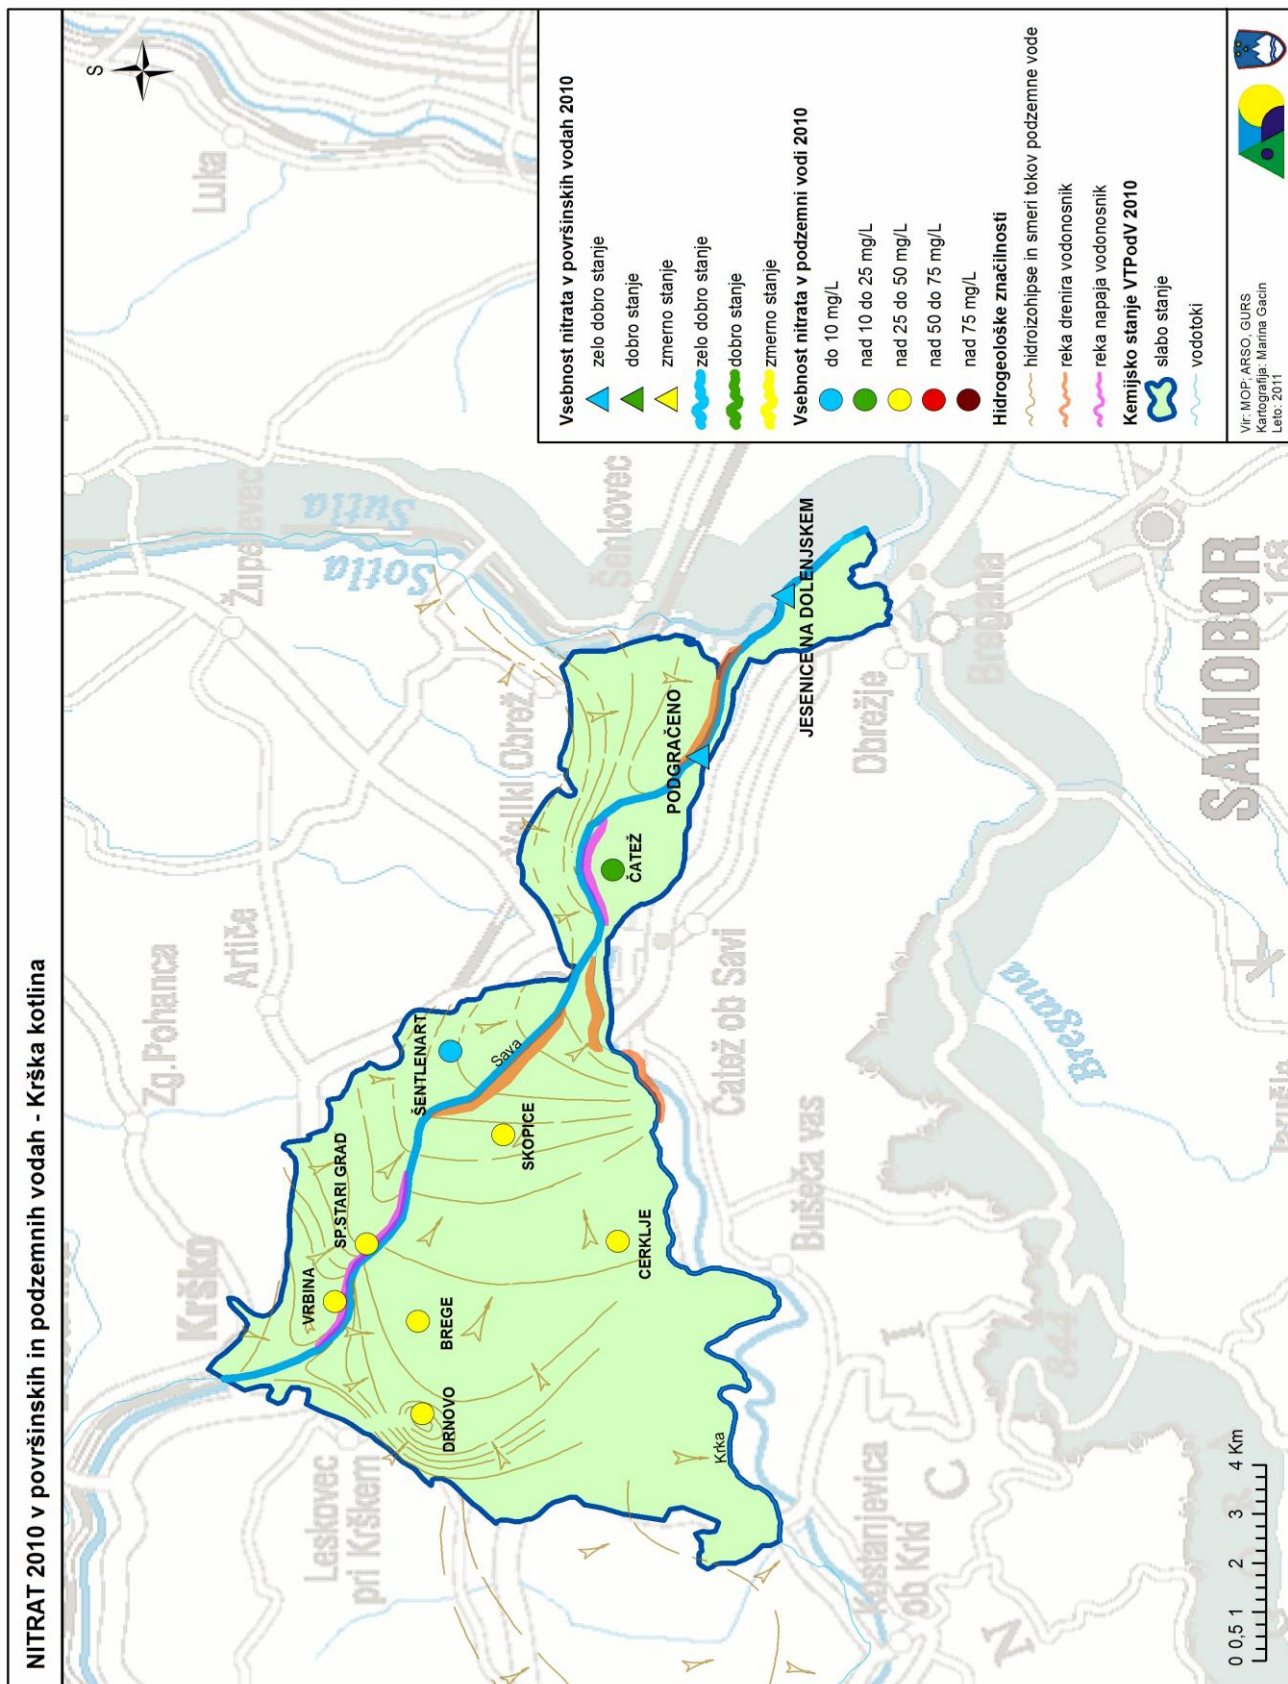 NITRAT 2010 v površinskih in podzemnih vodah - Krška kotlina
S
Luka
Krško
Zg.Pohanca
Artiče
Župelevec
Sotla
Sutla
Leskovec
pri Krškem
VRBINA
SP.STARI GRAD
ŠENTLENART
Veliki Obrež
Šenkovec
DRNOVO
BREGE
SKOPICE
Sava
ČATEŽ
PODGRAČENO
JESENICE NA DOLENJSKEM
CERKLJE
Krka
Kostanjevica
ob Krki
Bušeča vas
Čatež ob Savi
Obrežje
Bregana
Bregana
SAMOBOR
168
844
N
C
I
0 0,5 1 2 3 4 Km
Vsebnost nitrata v površinskih vodah 2010
zelo dobro stanje
dobro stanje
zmerno stanje
zelo dobro stanje
dobro stanje
zmerno stanje
Vsebnost nitrata v podzemni vodi 2010
do 10 mg/L
nad 10 do 25 mg/L
nad 25 do 50 mg/L
nad 50 do 75 mg/L
nad 75 mg/L
Hidrogeološke značilnosti
hidroizohipse in smeri tokov podzemne vode
reka drenira vodonosnik
reka napaja vodonosnik
Kemijsko stanje VTPodV 2010
slabo stanje
vodotoki
Vir: MOP; ARSO, GURS
Kartografija: Marina Gacin
Leto: 2011